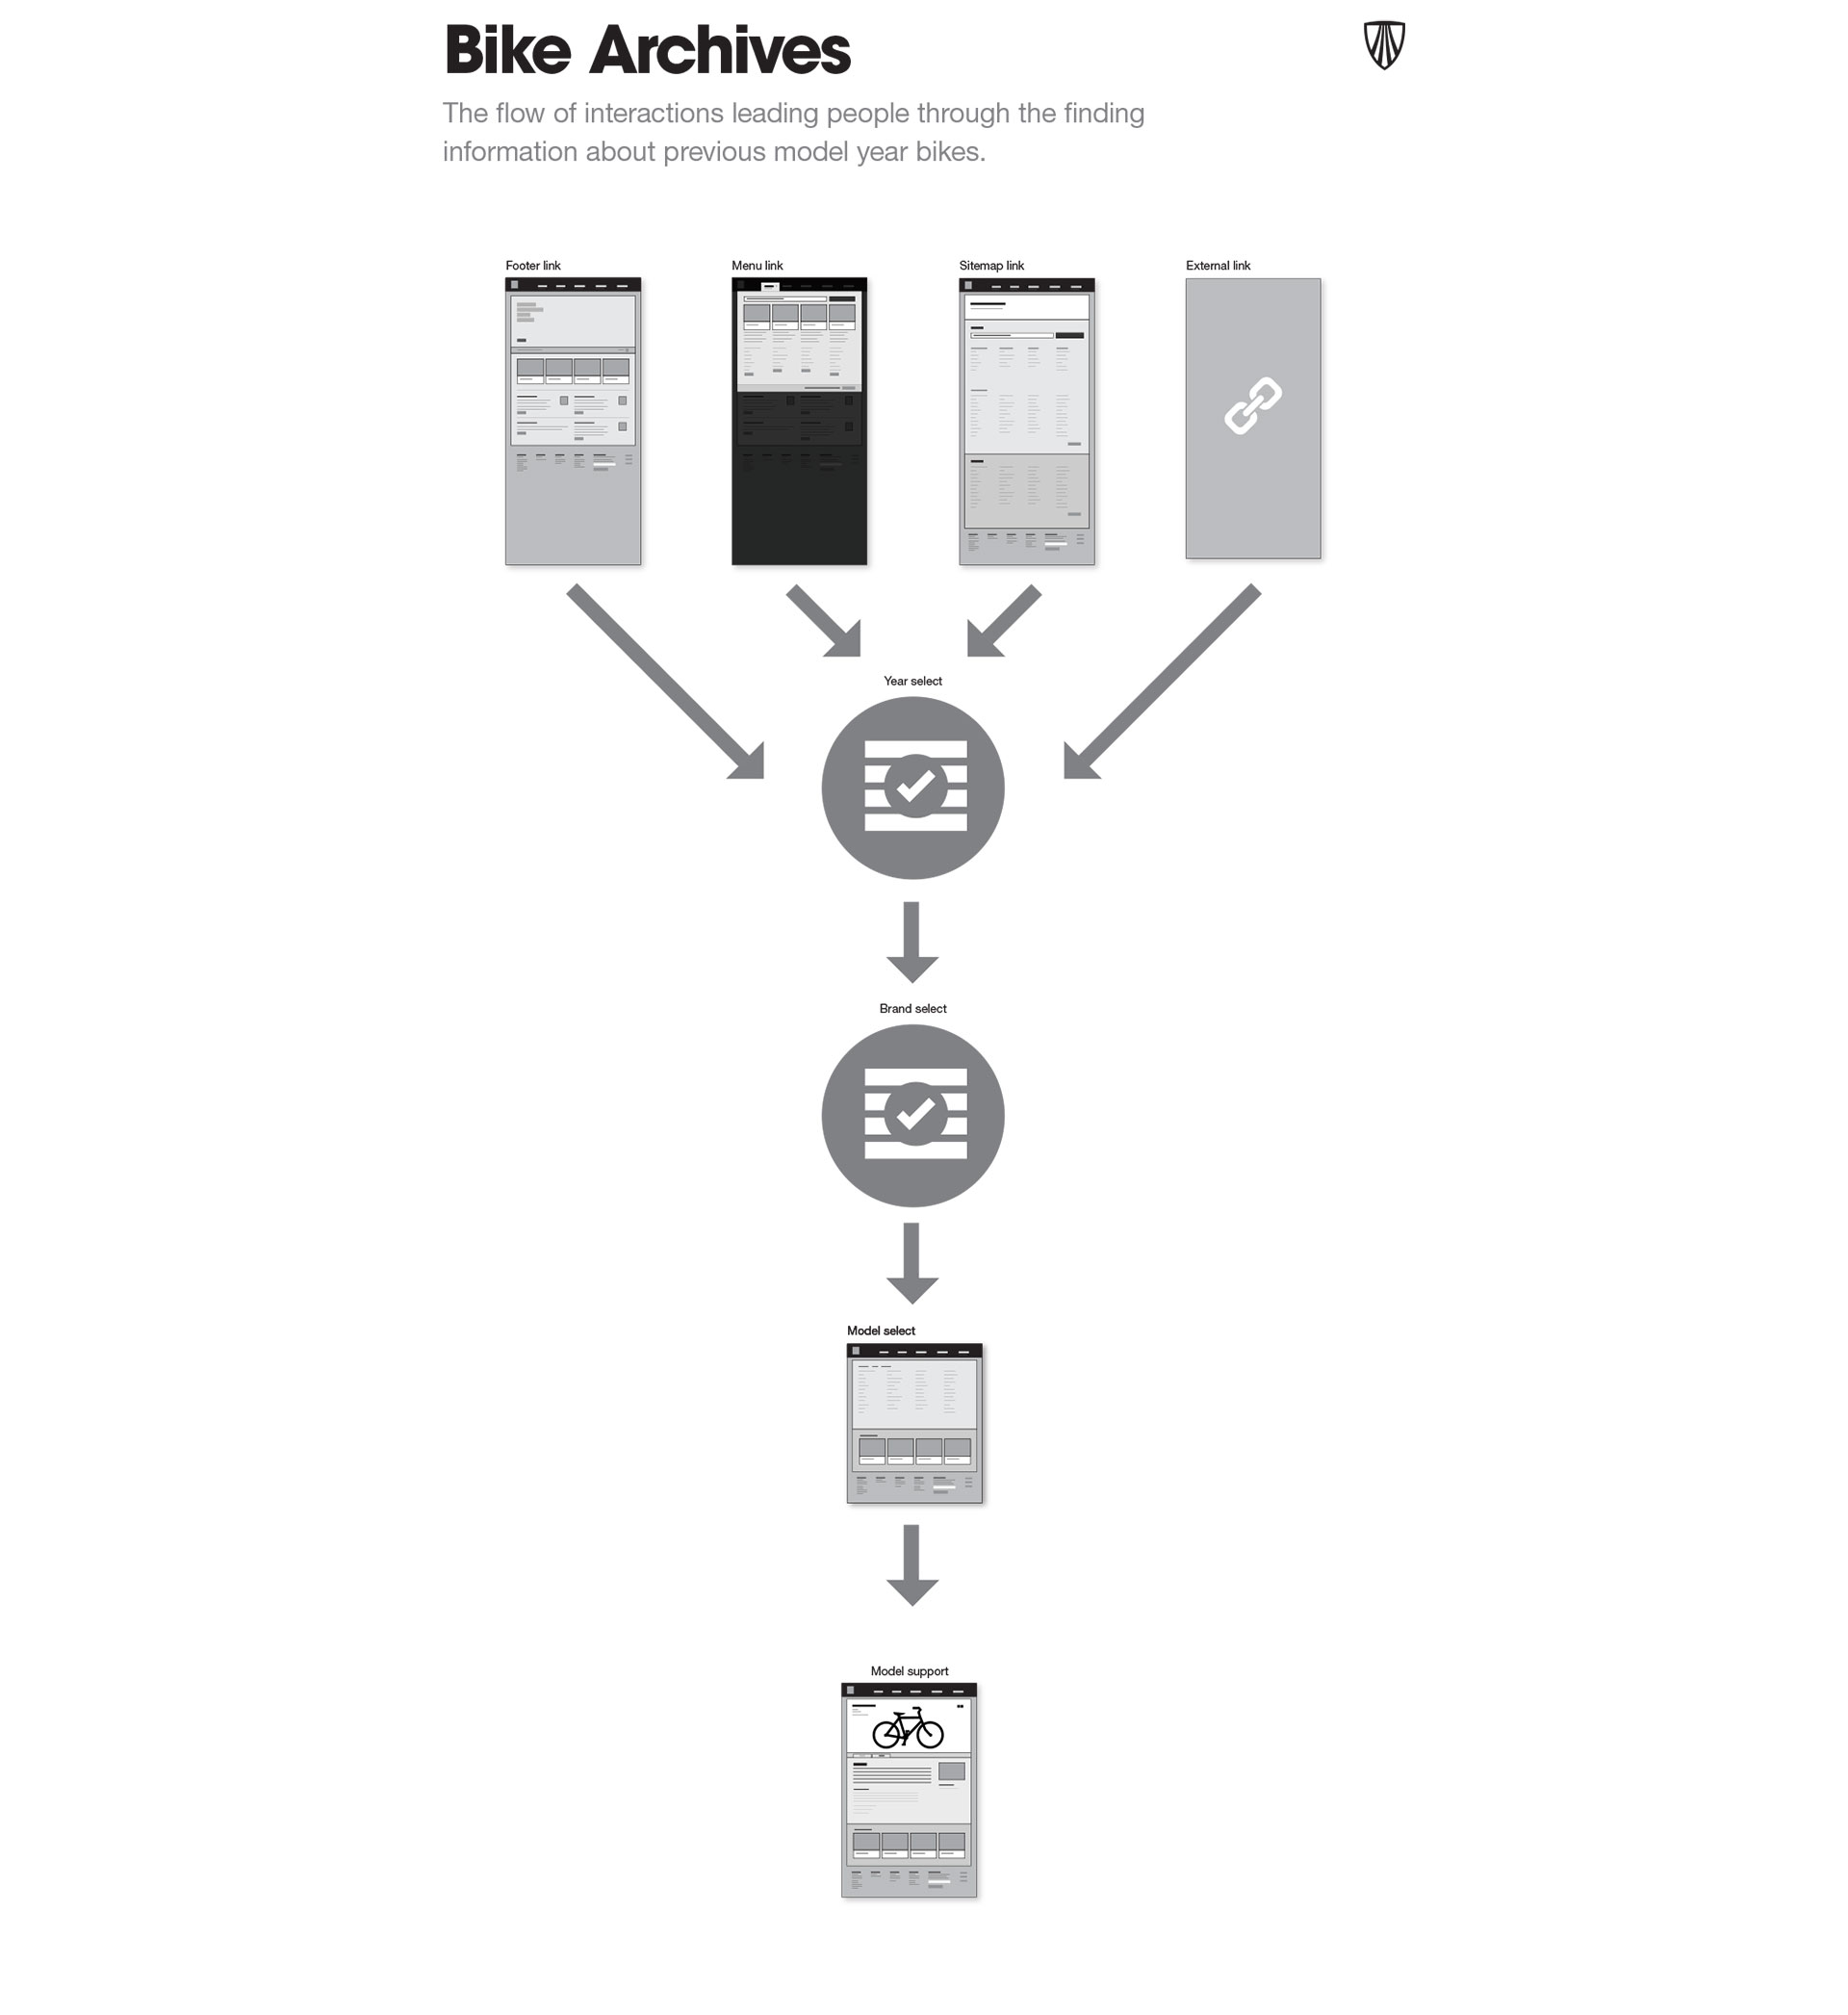 Bike Archives
The flow of interactions leading people through the finding
information about previous model year bikes.
Footer link
Menu link
Sitemap link
External link
Year select
Brand select
Model select
Model support